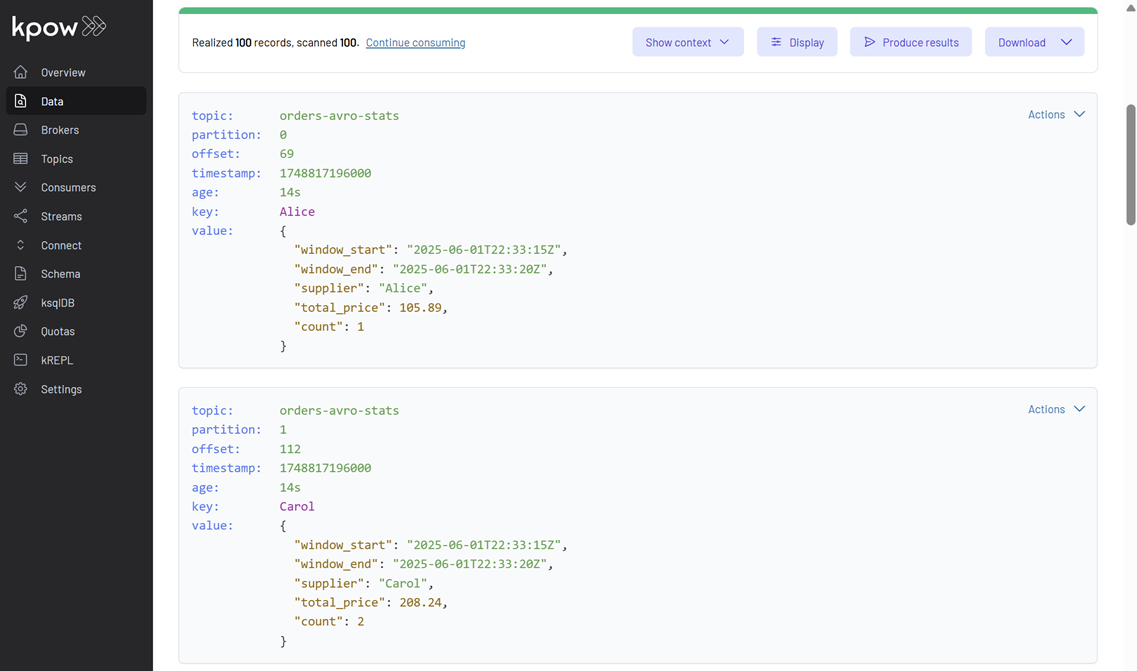 kpow
Overview
Data
Brokers
Topics
Consumers
Streams
Connect
Schema
ksqlDB
Quotas
kREPL
Settings
Realized 100 records, scanned 100. Continue consuming
Show context
Display
Produce results
Download
Actions
topic: orders-avro-stats
partition: 0
offset: 69
timestamp: 1748817196000
age: 14s
key: Alice
value: {
"window_start": "2025-06-01T22:33:15Z",
"window_end": "2025-06-01T22:33:20Z",
"supplier": "Alice",
"total_price": 105.89,
"count": 1
}
Actions
topic: orders-avro-stats
partition: 1
offset: 112
timestamp: 1748817196000
age: 14s
key: Carol
value: {
"window_start": "2025-06-01T22:33:15Z",
"window_end": "2025-06-01T22:33:20Z",
"supplier": "Carol",
"total_price": 208.24,
"count": 2
}